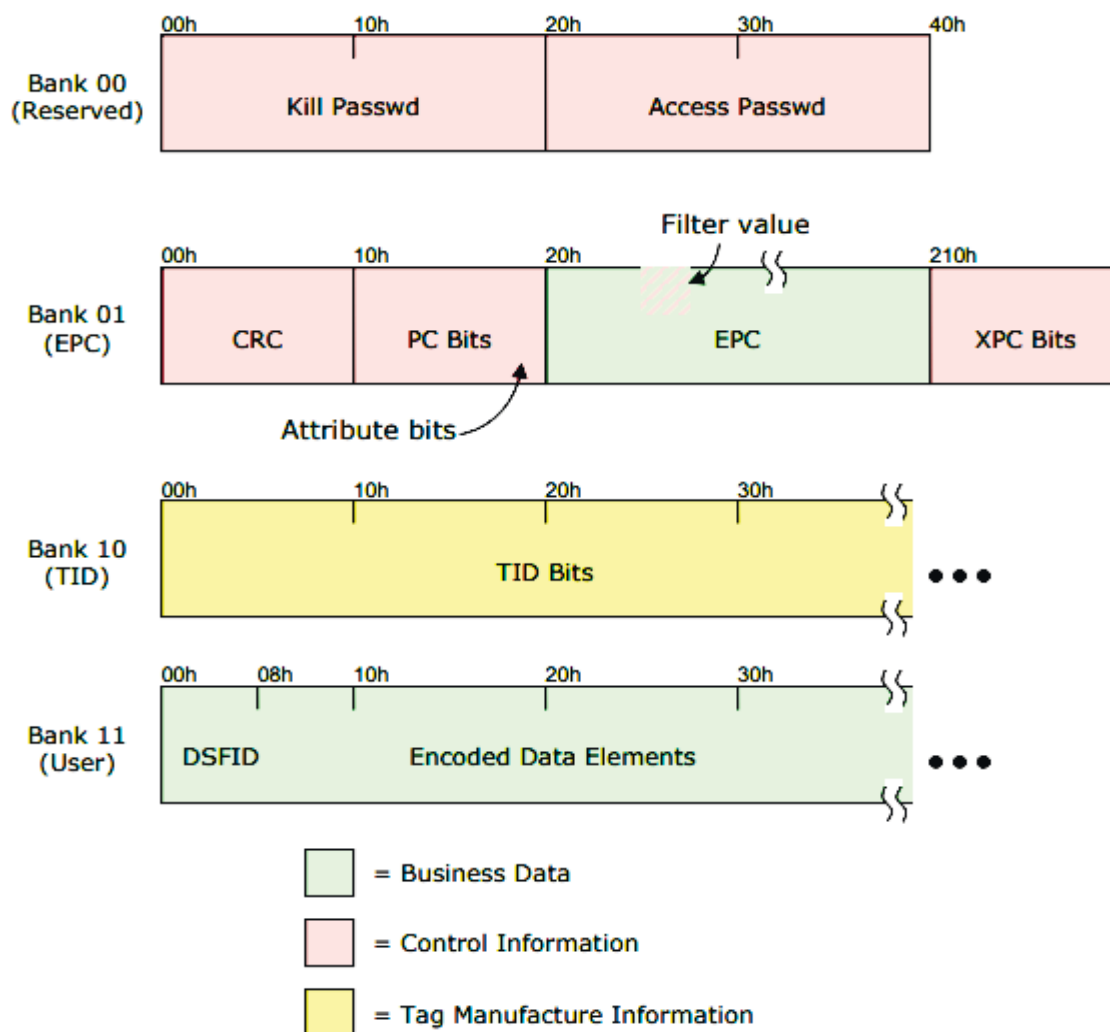 00h 10h 20h 30h 40h
Bank 00
(Reserved)
Kill Passwd
Access Passwd
Filter value
00h 10h 20h 210h
Bank 01
(EPC)
CRC
PC Bits
EPC
XPC Bits
Attribute bits
00h 10h 20h 30h
Bank 10
(TID)
TID Bits
00h 08h 10h 20h 30h
Bank 11
(User)
DSFID
Encoded Data Elements
= Business Data
= Control Information
= Tag Manufacture Information